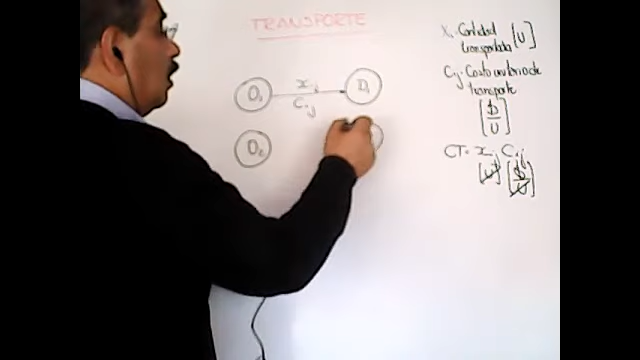 TRANSPORTE
O₁ Xij D₁
Cij
O₂
Xij: Cantidad
transportada [U]
Cij: Costo unitario de
transporte
[$/U]
CT = Xij Cij
[U] [$/U]